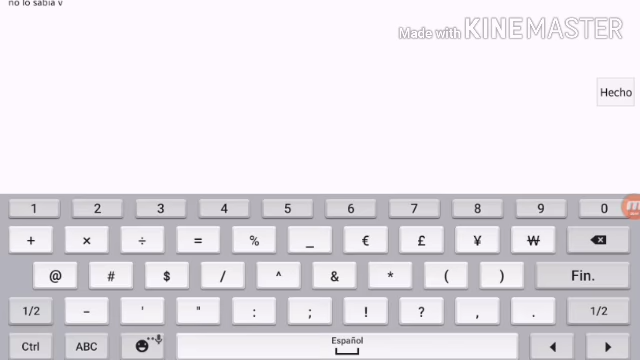 no lo sabia v
Made with KINEMASTER
Hecho
1 2 3 4 5 6 7 8 9 0
+ × ÷ = % _ € £ ¥ ₩
@ # $ / ^ & * ( ) Fin.
1/2 - ' " : ; ! ? , . 1/2
Ctrl ABC Español